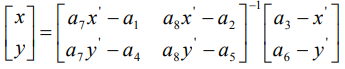 [x y] = [a₇x' - a₁ a₈x' - a₂ a₇y' - a₄ a₈y' - a₅]⁻¹ [a₃ - x' a₆ - y']